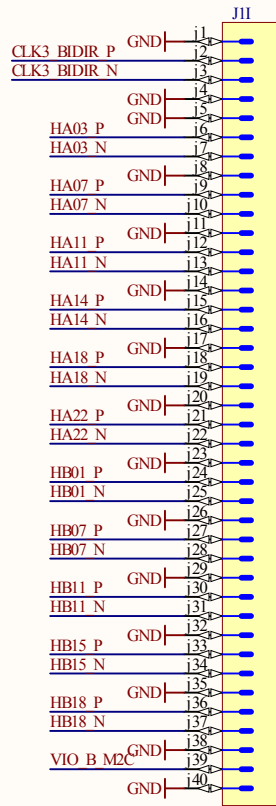 J1I
GND j1
CLK3_BIDIR_P j2
CLK3_BIDIR_N j3
GND j4
GND j5
HA03_P j6
HA03_N j7
GND j8
HA07_P j9
HA07_N j10
GND j11
HA11_P j12
HA11_N j13
GND j14
HA14_P j15
HA14_N j16
GND j17
HA18_P j18
HA18_N j19
GND j20
HA22_P j21
HA22_N j22
GND j23
HB01_P j24
HB01_N j25
GND j26
HB07_P j27
HB07_N j28
GND j29
HB11_P j30
HB11_N j31
GND j32
HB15_P j33
HB15_N j34
GND j35
HB18_P j36
HB18_N j37
GND j38
VIO_B_M2C j39
GND j40